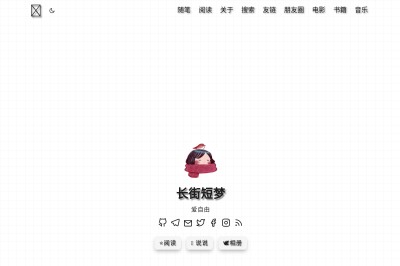 随笔 阅读 关于 搜索 友链 朋友圈 电影 书籍 音乐
长街短梦
爱自由
阅读 说说 相册